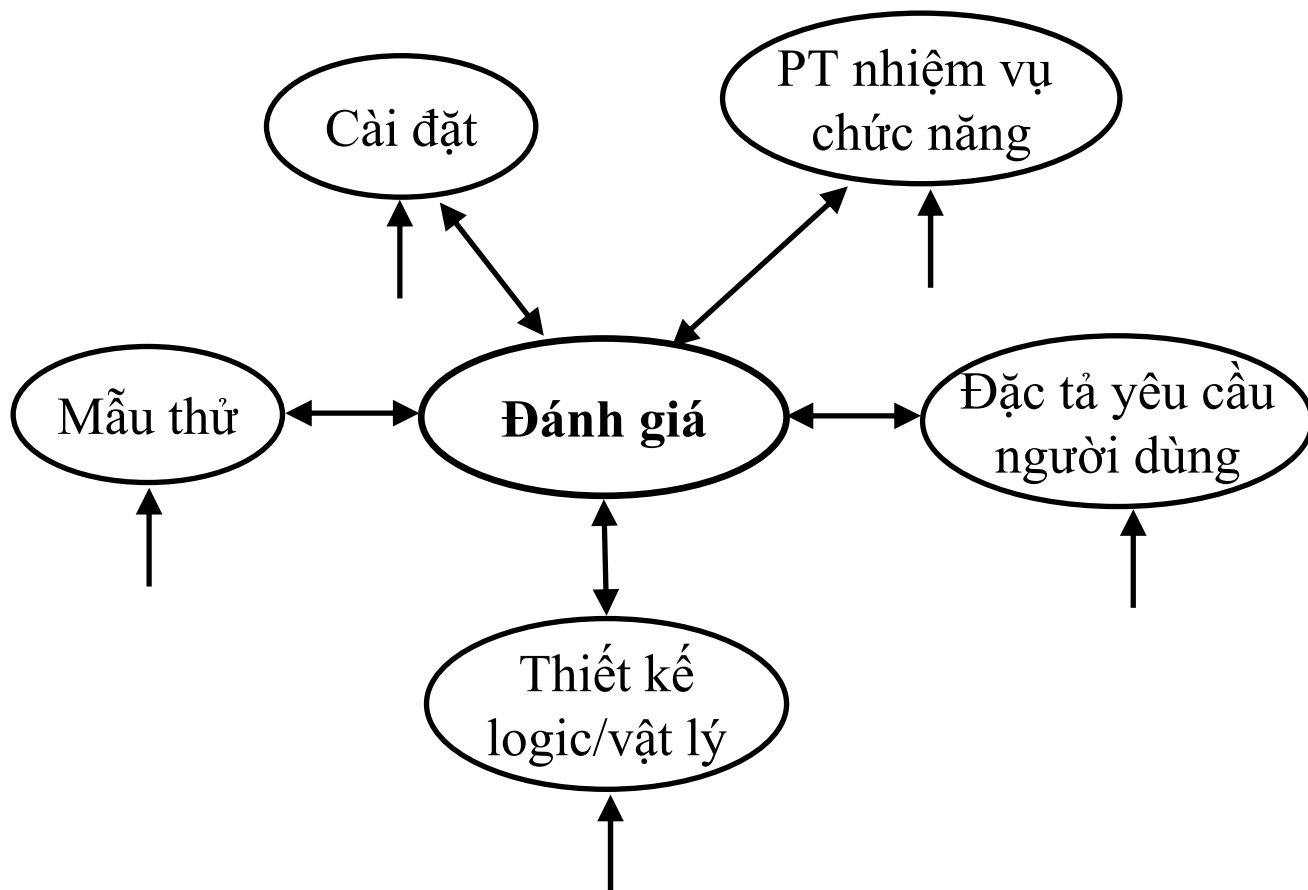 PT nhiệm vụ
chức năng
Cài đặt
Mẫu thử
Đánh giá
Đặc tả yêu cầu
người dùng
Thiết kế
logic/vật lý